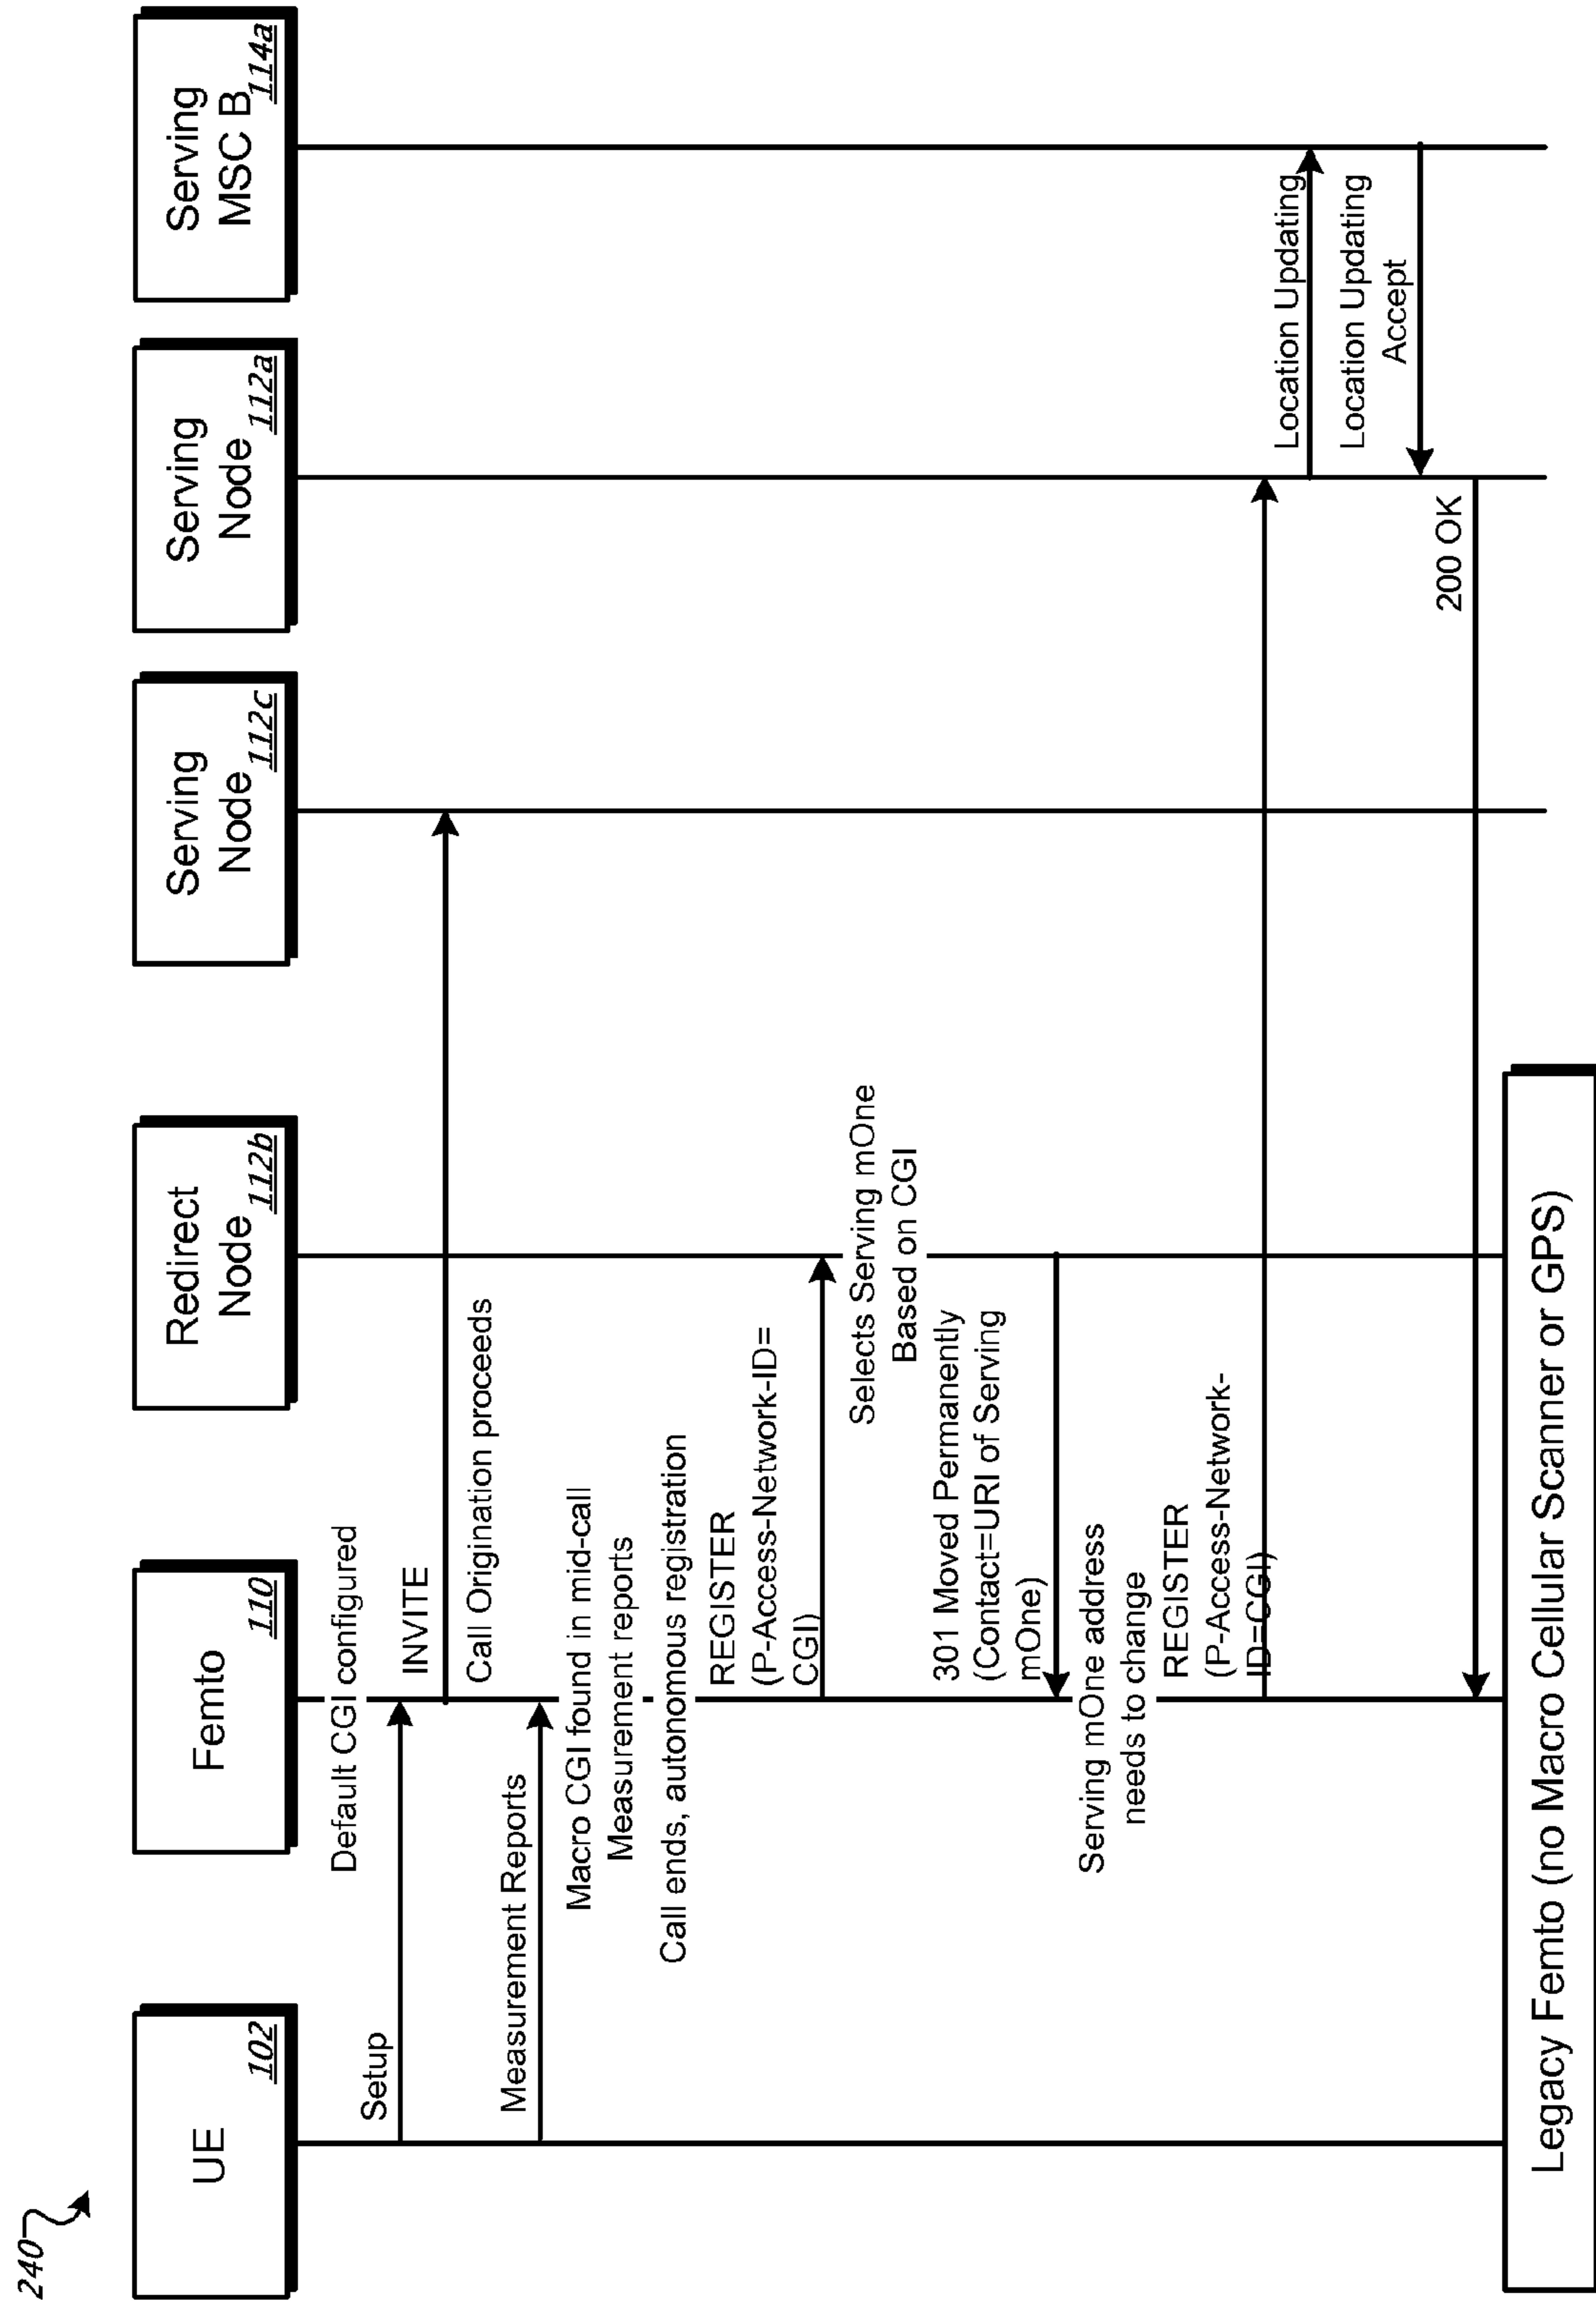 240
UE
102
Femto
110
Redirect
Node
112b
Serving
Node
112c
Serving
Node
112a
Serving
MSC B
114a
Default CGI configured
Setup
INVITE
Call Origination proceeds
Measurement Reports
Macro CGI found in mid-call
Measurement reports
Call ends, autonomous registration
REGISTER
(P-Access-Network-ID=
CGI)
Selects Serving mOne
Based on CGI
301 Moved Permanently
(Contact=URI of Serving
mOne)
Serving mOne address
needs to change
REGISTER
(P-Access-Network-
ID=CGI)
Location Updating
Location Updating
Accept
200 OK
Legacy Femto (no Macro Cellular Scanner or GPS)